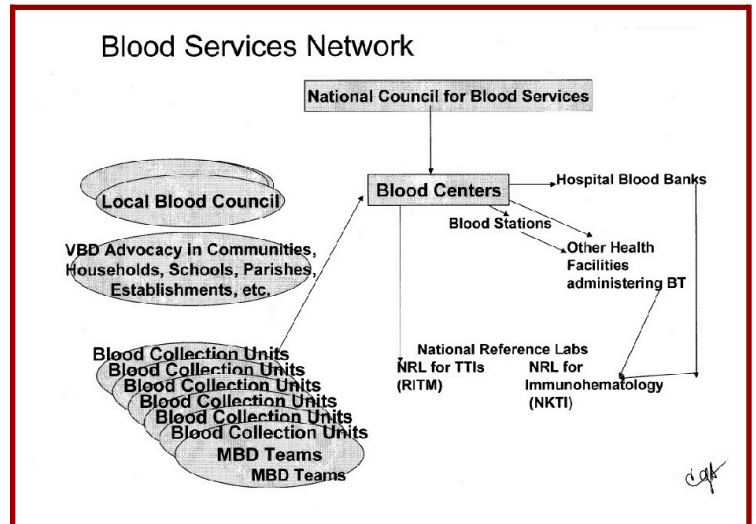 Blood Services Network
National Council for Blood Services
Local Blood Council
Blood Centers
Hospital Blood Banks
Blood Stations
Other Health
Facilities
administering BT
VBD Advocacy in Communities,
Households, Schools, Parishes,
Establishments, etc.
Blood Collection Units
Blood Collection Units
Blood Collection Units
Blood Collection Units
Blood Collection Units
Blood Collection Units
MBD Teams
MBD Teams
National Reference Labs
NRL for TTIs
(RITM)
NRL for
Immunohematology
(NKTI)